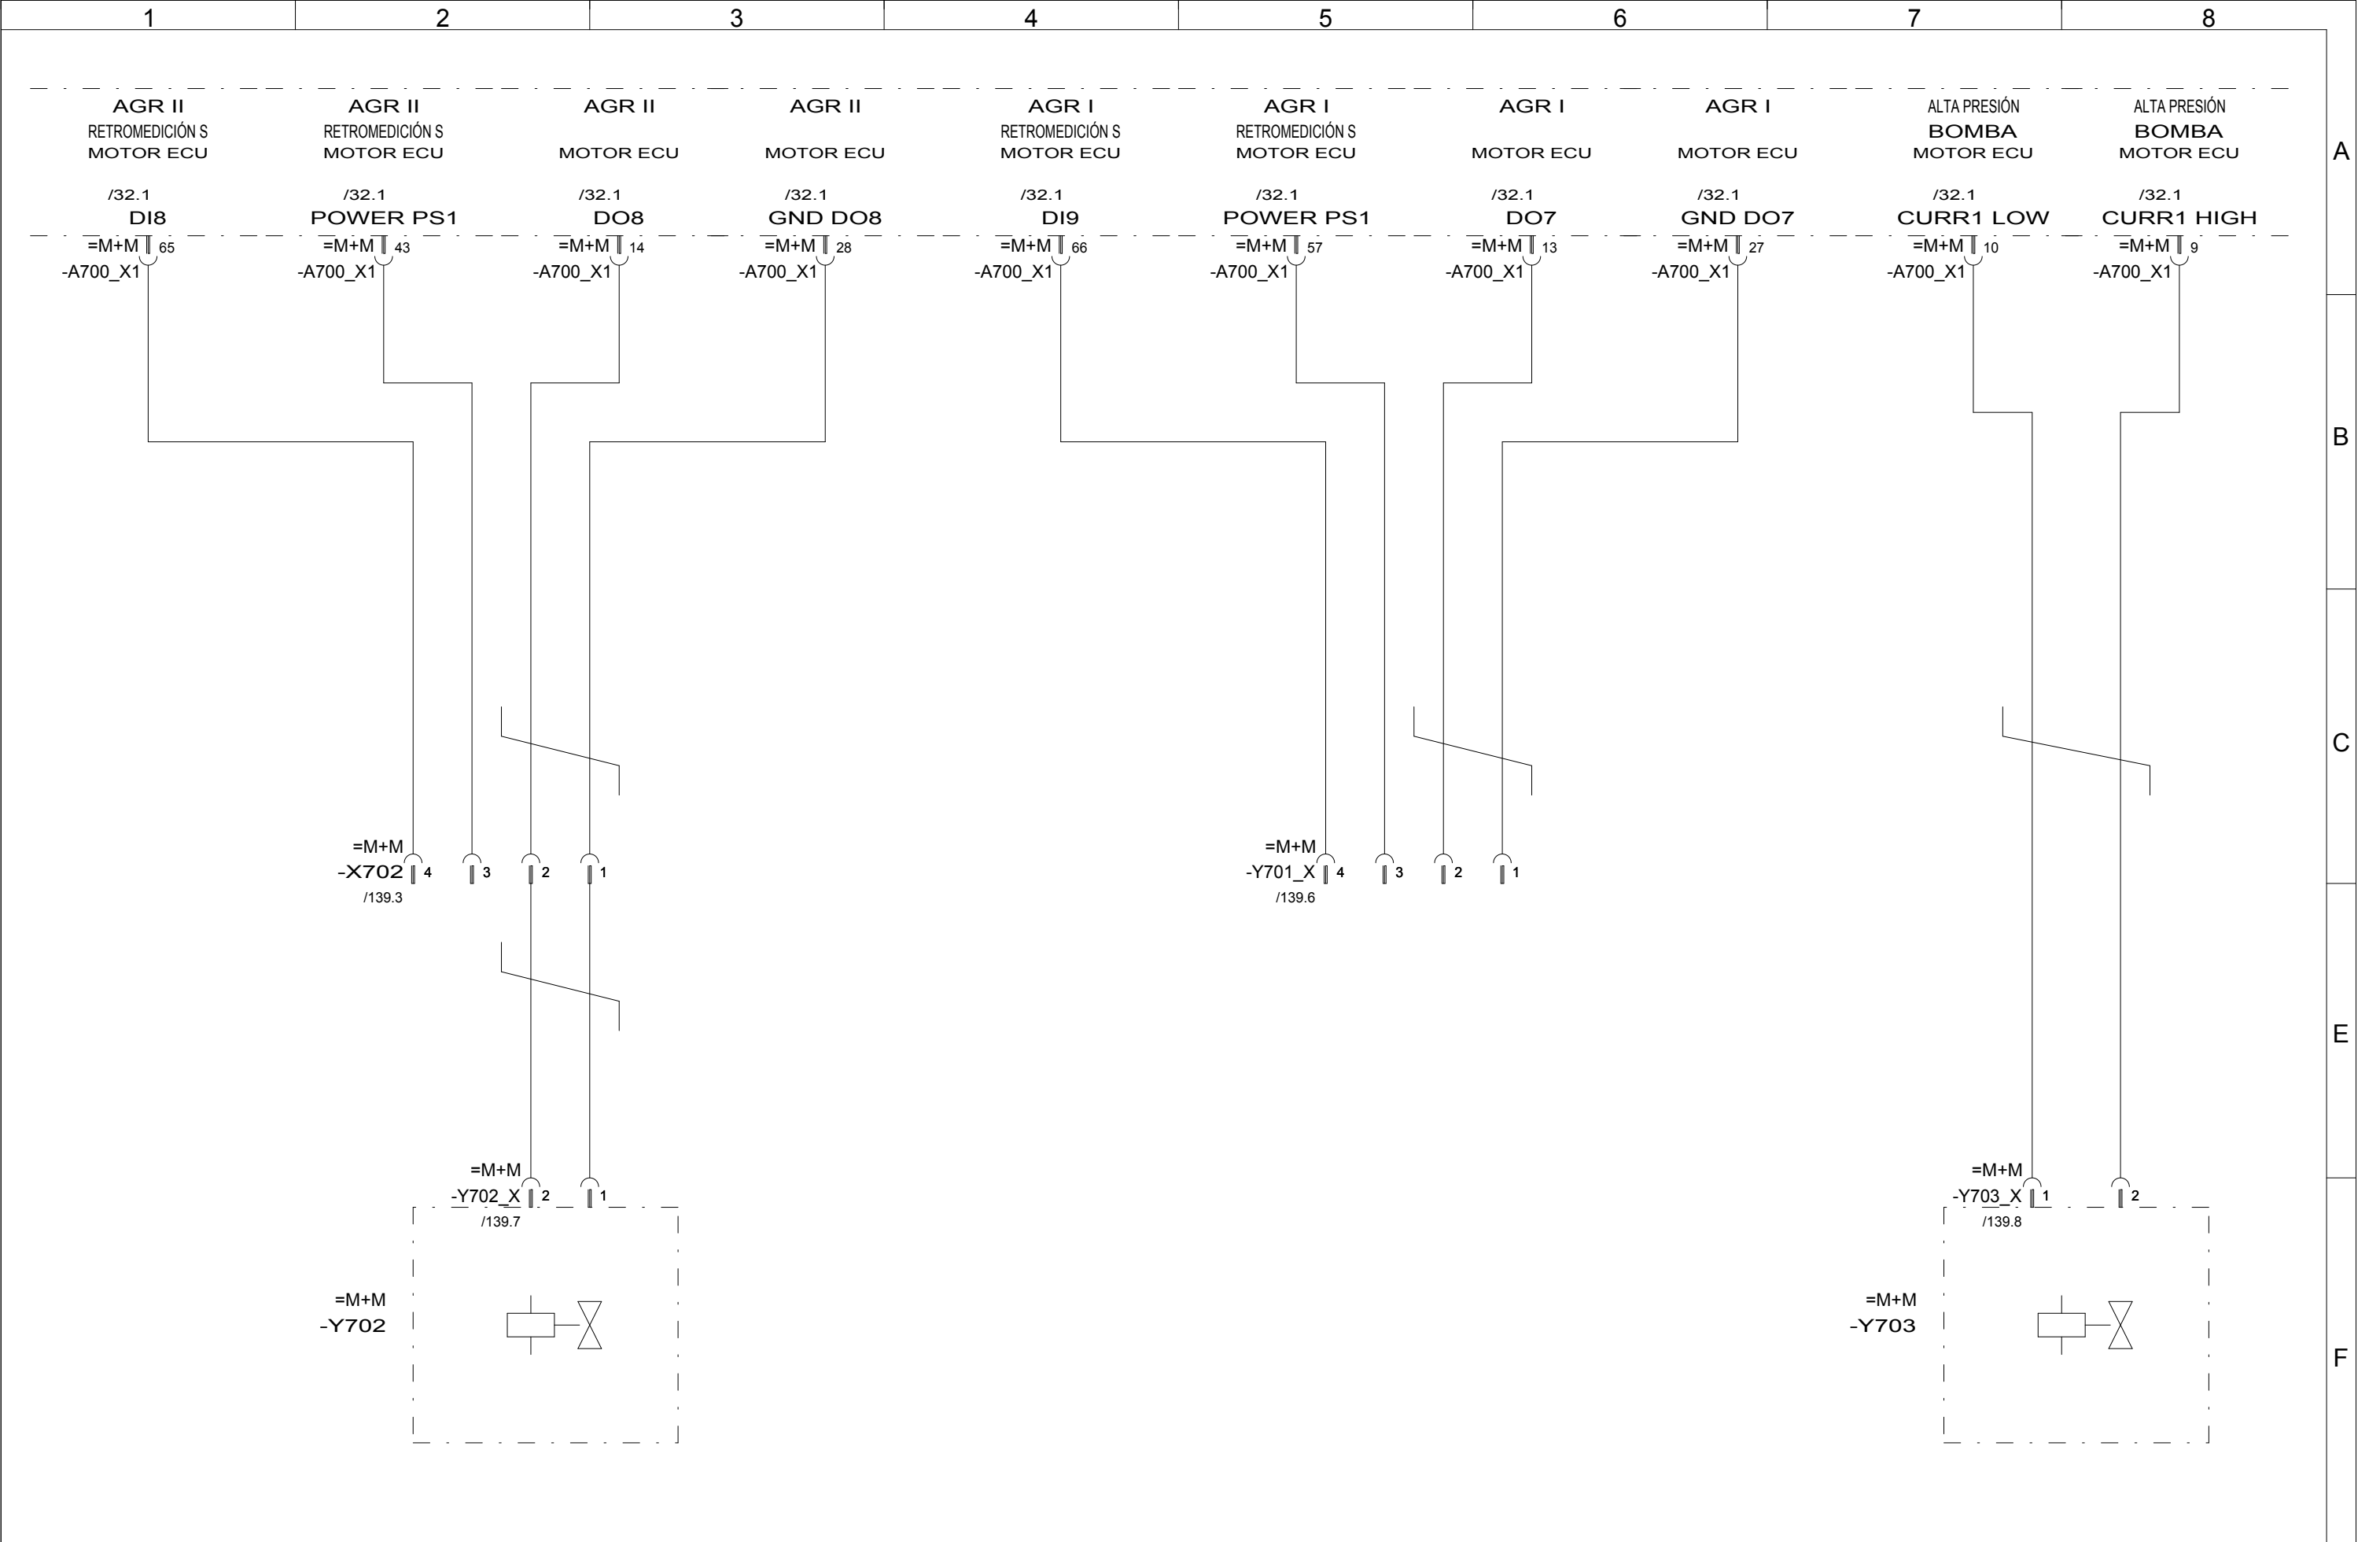 1 2 3 4 5 6 7 8
AGR II AGR II AGR II AGR II AGR I AGR I AGR I AGR I ALTA PRESIÓN ALTA PRESIÓN
RETROMEDICIÓN S RETROMEDICIÓN S RETROMEDICIÓN S RETROMEDICIÓN S BOMBA BOMBA
MOTOR ECU MOTOR ECU MOTOR ECU MOTOR ECU MOTOR ECU MOTOR ECU MOTOR ECU MOTOR ECU MOTOR ECU MOTOR ECU
A
/32.1 /32.1 /32.1 /32.1 /32.1 /32.1 /32.1 /32.1 /32.1 /32.1
DI8 POWER PS1 DO8 GND DO8 DI9 POWER PS1 DO7 GND DO7 CURR1 LOW CURR1 HIGH
=M+M 65 =M+M 43 =M+M 14 =M+M 28 =M+M 66 =M+M 57 =M+M 13 =M+M 27 =M+M 10 =M+M 9
-A700_X1 -A700_X1 -A700_X1 -A700_X1 -A700_X1 -A700_X1 -A700_X1 -A700_X1 -A700_X1 -A700_X1
B
C
=M+M =M+M
-X702 4 3 2 1 -Y701_X 4 3 2 1
/139.3 /139.6
E
=M+M =M+M
-Y702_X 2 1 -Y703_X 1 2
/139.7 /139.8
=M+M =M+M
-Y702 -Y703
F